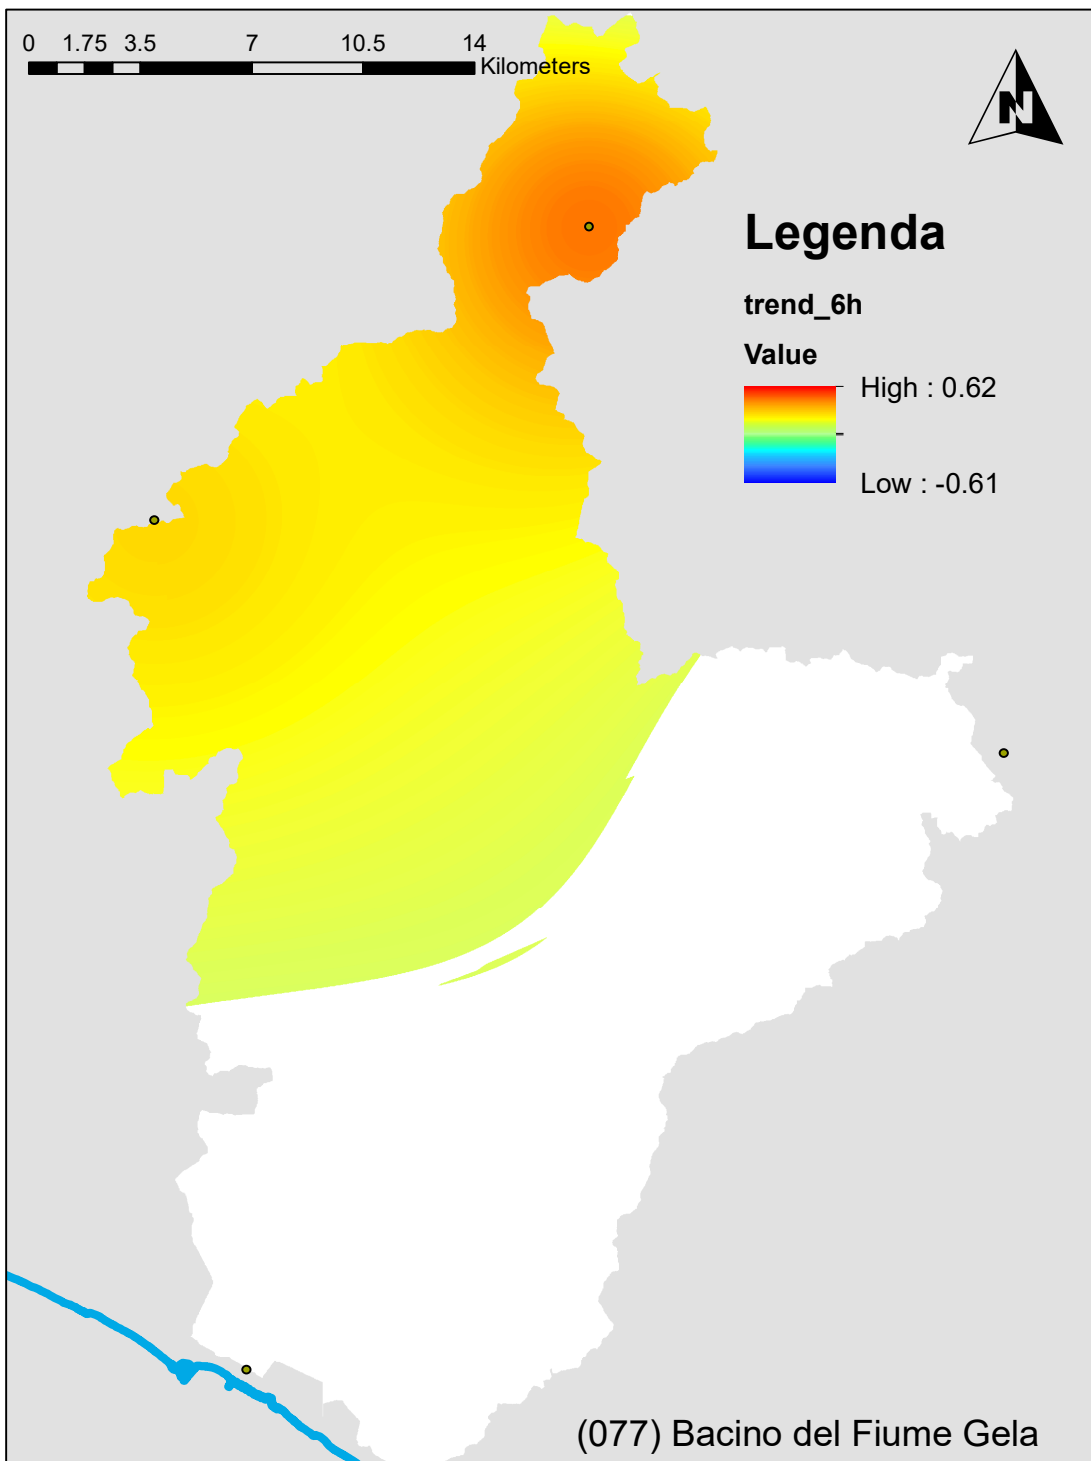 0 1.75 3.5 7 10.5 14
Kilometers
N
Legenda
trend_6h
Value
High : 0.62
Low : -0.61
(077) Bacino del Fiume Gela